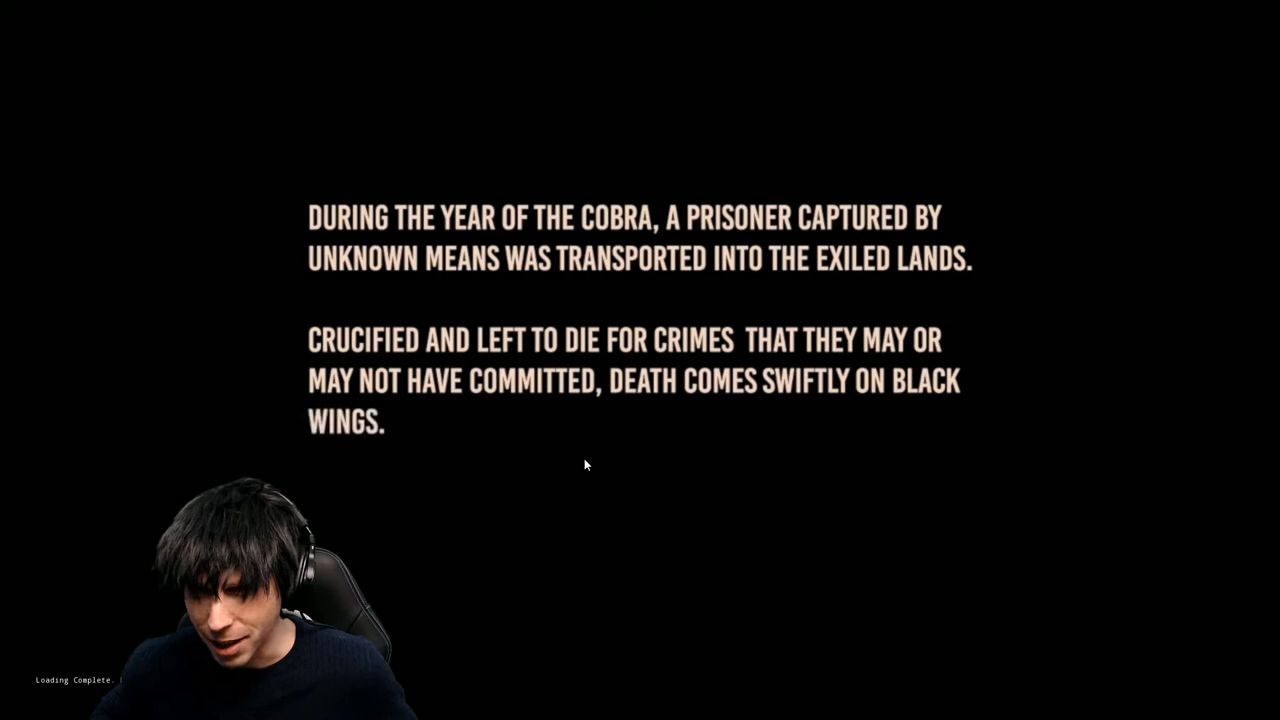 DURING THE YEAR OF THE COBRA, A PRISONER CAPTURED BY
UNKNOWN MEANS WAS TRANSPORTED INTO THE EXILED LANDS.
CRUCIFIED AND LEFT TO DIE FOR CRIMES THAT THEY MAY OR
MAY NOT HAVE COMMITTED, DEATH COMES SWIFTLY ON BLACK
WINGS.
Loading Complete.